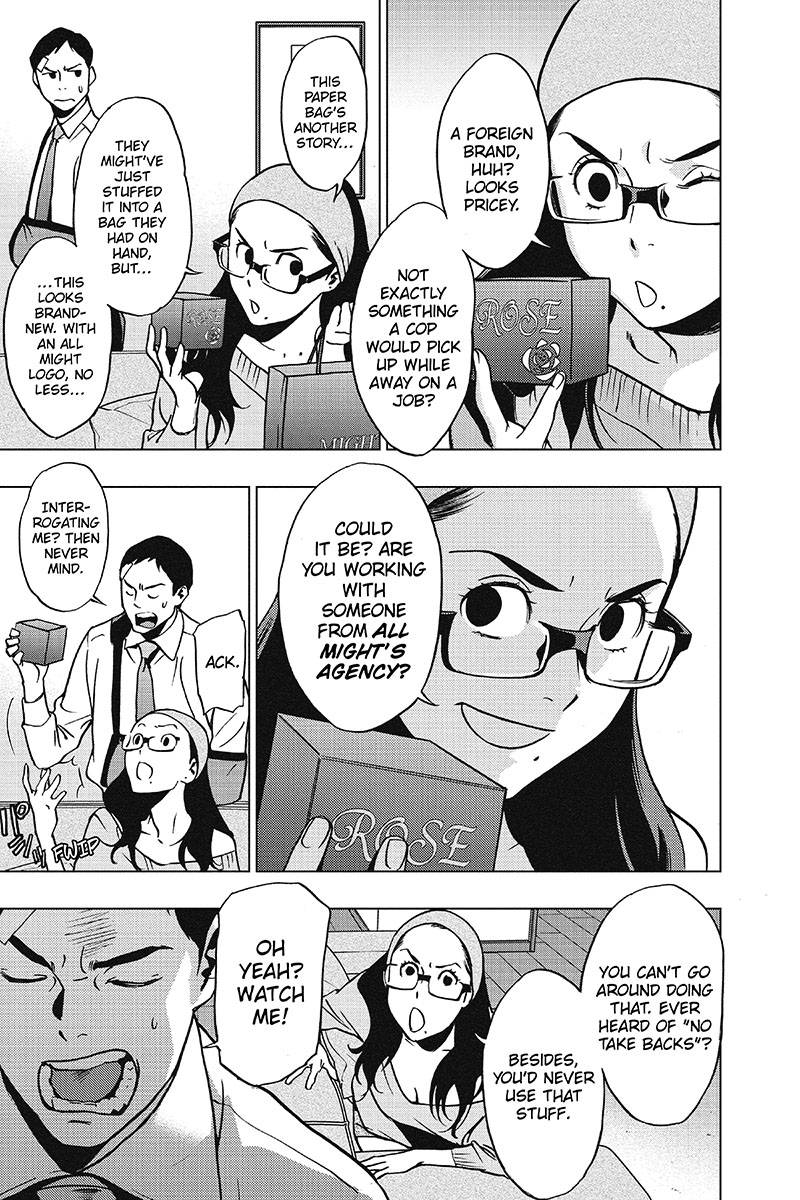 A FOREIGN
BRAND,
HUH?
LOOKS
PRICEY.
NOT
EXACTLY
SOMETHING
A COP
WOULD PICK
UP WHILE
AWAY ON A
JOB?
ROSE
THIS
PAPER
BAG'S
ANOTHER
STORY...
THEY
MIGHT'VE
JUST
STUFFED
IT INTO
A BAG THEY
HAD ON
HAND,
BUT...
...THIS
LOOKS
BRAND-
NEW. WITH
AN ALL
MIGHT
LOGO, NO
LESS...
ROSE
MIGHT
COULD
IT BE? ARE
YOU WORKING
WITH
SOMEONE
FROM ALL
MIGHT'S
AGENCY?
ROSE
INTER-
ROGATING
ME? THEN
NEVER
MIND.
ACK.
FWIP
YOU CAN'T GO
AROUND DOING
THAT. EVER
HEARD OF "NO
TAKE BACKS"?
BESIDES,
YOU'D NEVER
USE THAT
STUFF.
OH
YEAH?
WATCH
ME!